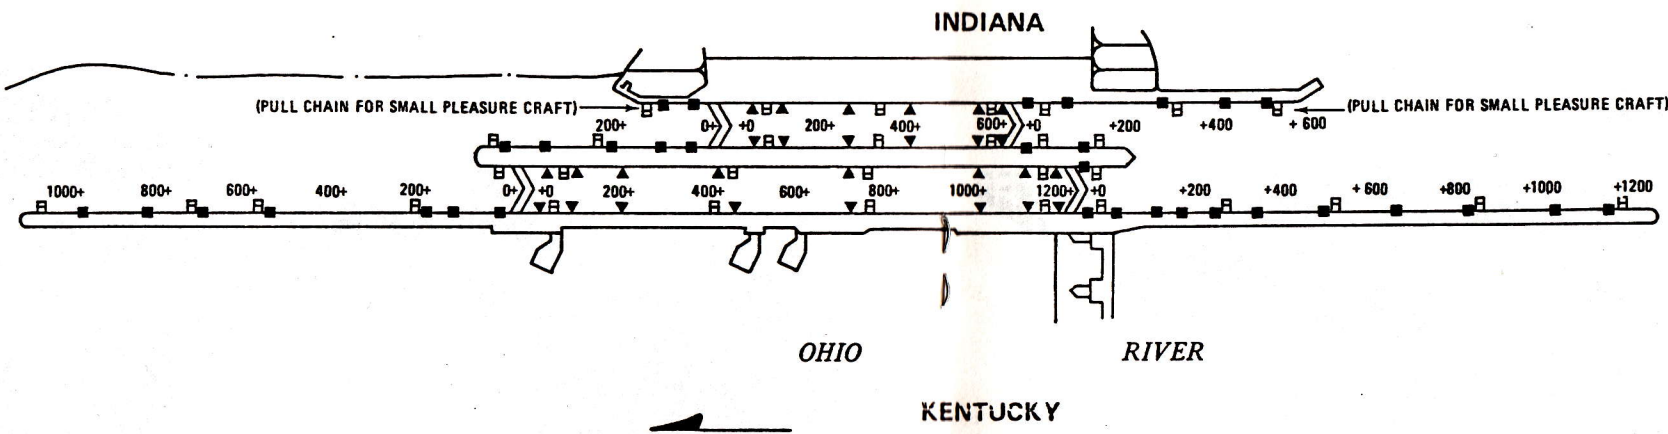 INDIANA
(PULL CHAIN FOR SMALL PLEASURE CRAFT)
(PULL CHAIN FOR SMALL PLEASURE CRAFT)
200+ 0+ +0 200+ 400+ 600+ +0 +200 +400 + 600
1000+ 800+ 600+ 400+ 200+ 0+ +0 200+ 400+ 600+ 800+ 1000+ 1200+ +0 +200 +400 + 600 +800 +1000 +1200
OHIO RIVER
KENTUCKY